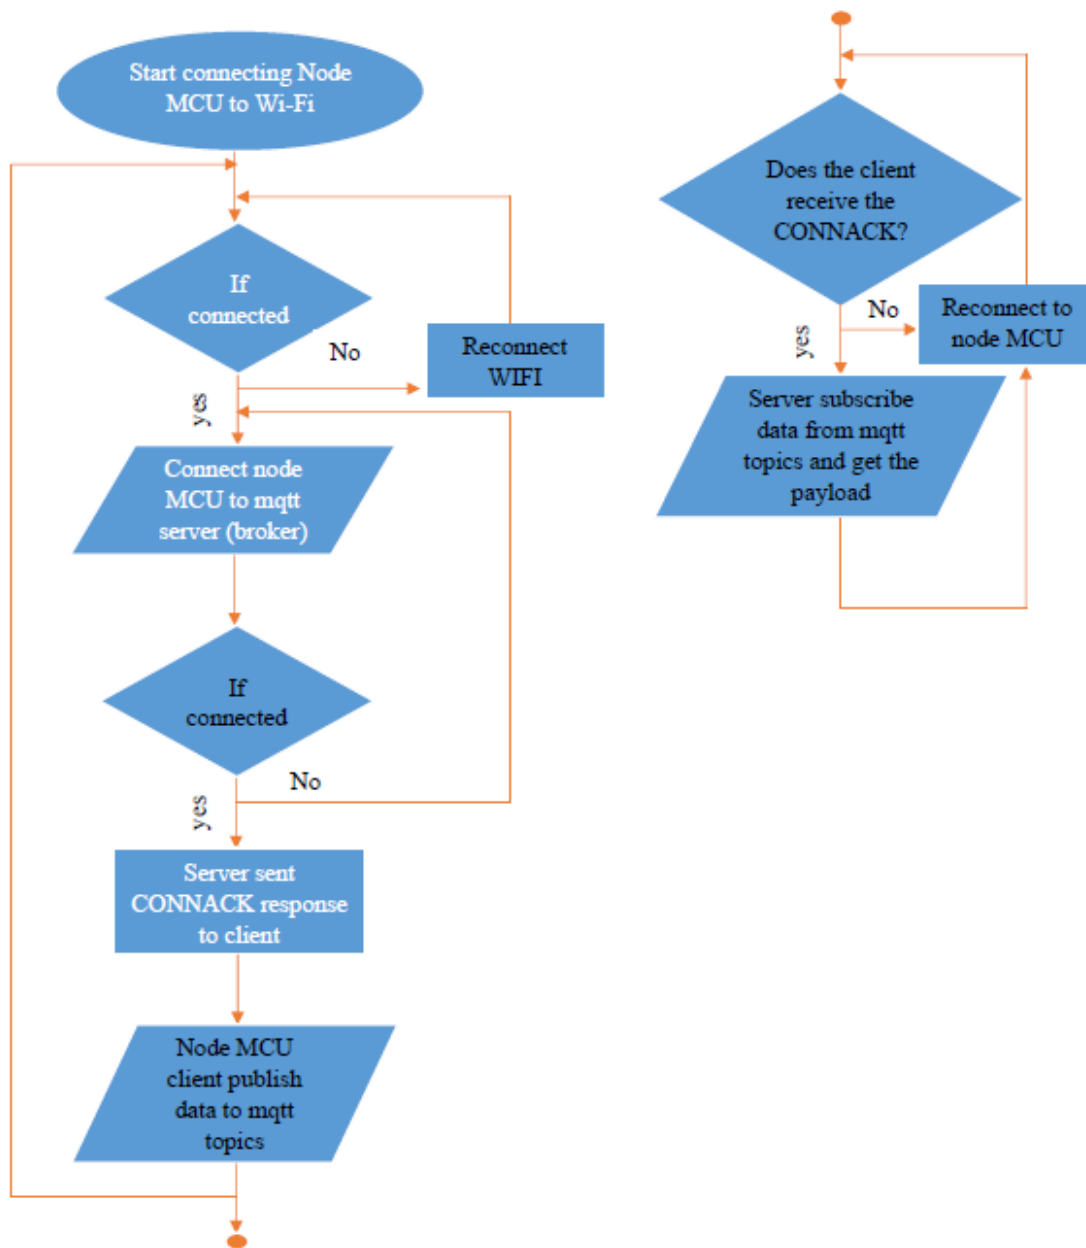 Start connecting Node
MCU to Wi-Fi
If
connected
No
Reconnect
WIFI
yes
Connect node
MCU to mqtt
server (broker)
If
connected
No
yes
Server sent
CONNACK response
to client
Node MCU
client publish
data to mqtt
topics
Does the client
receive the
CONNACK?
No
Reconnect to
node MCU
yes
Server subscribe
data from mqtt
topics and get the
payload